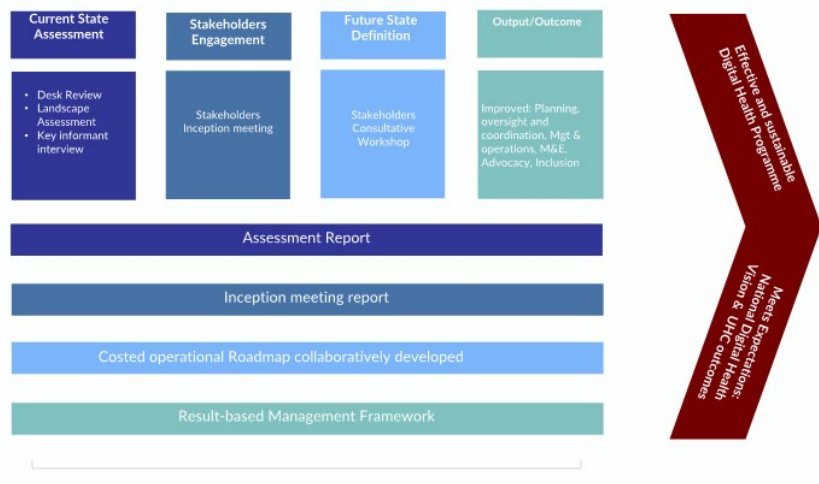 Current State
Assessment
Stakeholders
Engagement
Future State
Definition
Output/Outcome
• Desk Review
• Landscape
Assessment
• Key informant
interview
Stakeholders
Inception meeting
Stakeholders
Consultative
Workshop
Improved: Planning,
oversight and
coordination, Mgt &
operations, M&E,
Advocacy, Inclusion
Assessment Report
Inception meeting report
Costed operational Roadmap collaboratively developed
Result-based Management Framework
Effective and sustainable
Digital Health Programme
Meets Expectations:
National Digital Health
Vision & UHC outcomes